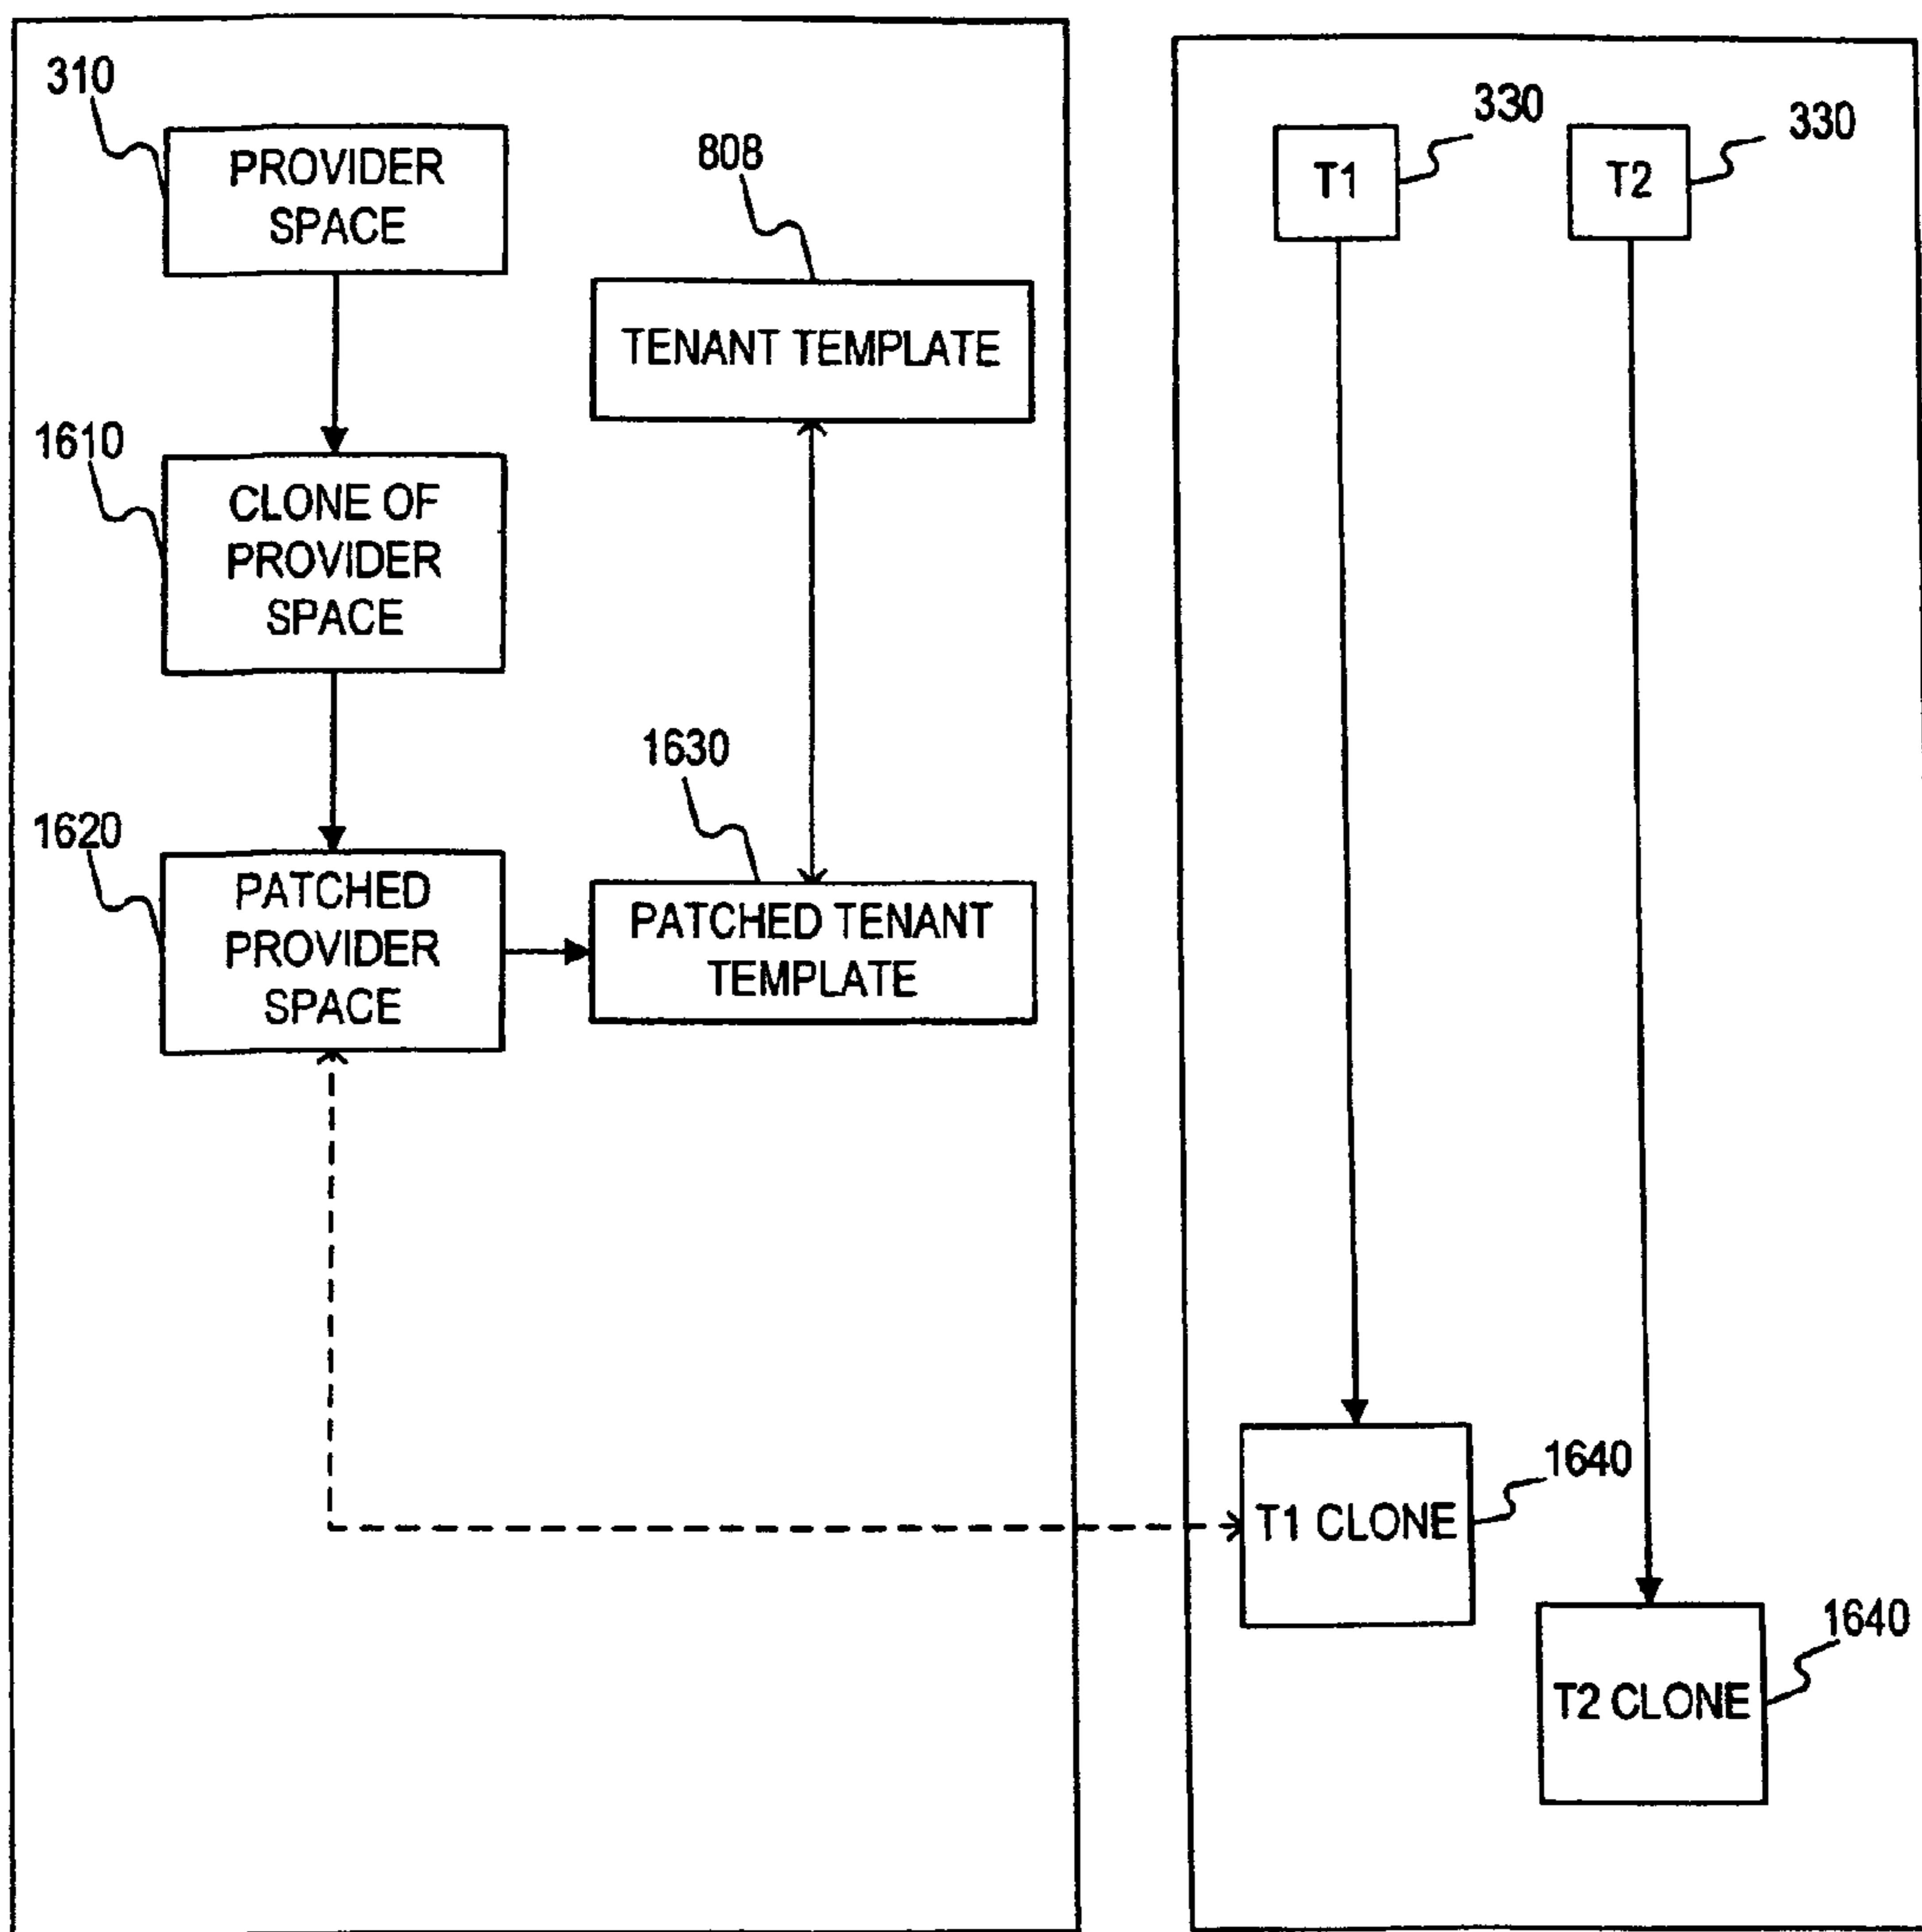 310
PROVIDER
SPACE
808
TENANT TEMPLATE
1610
CLONE OF
PROVIDER
SPACE
1620
PATCHED
PROVIDER
SPACE
1630
PATCHED TENANT
TEMPLATE
T1
330
T2
330
T1 CLONE
1640
T2 CLONE
1640